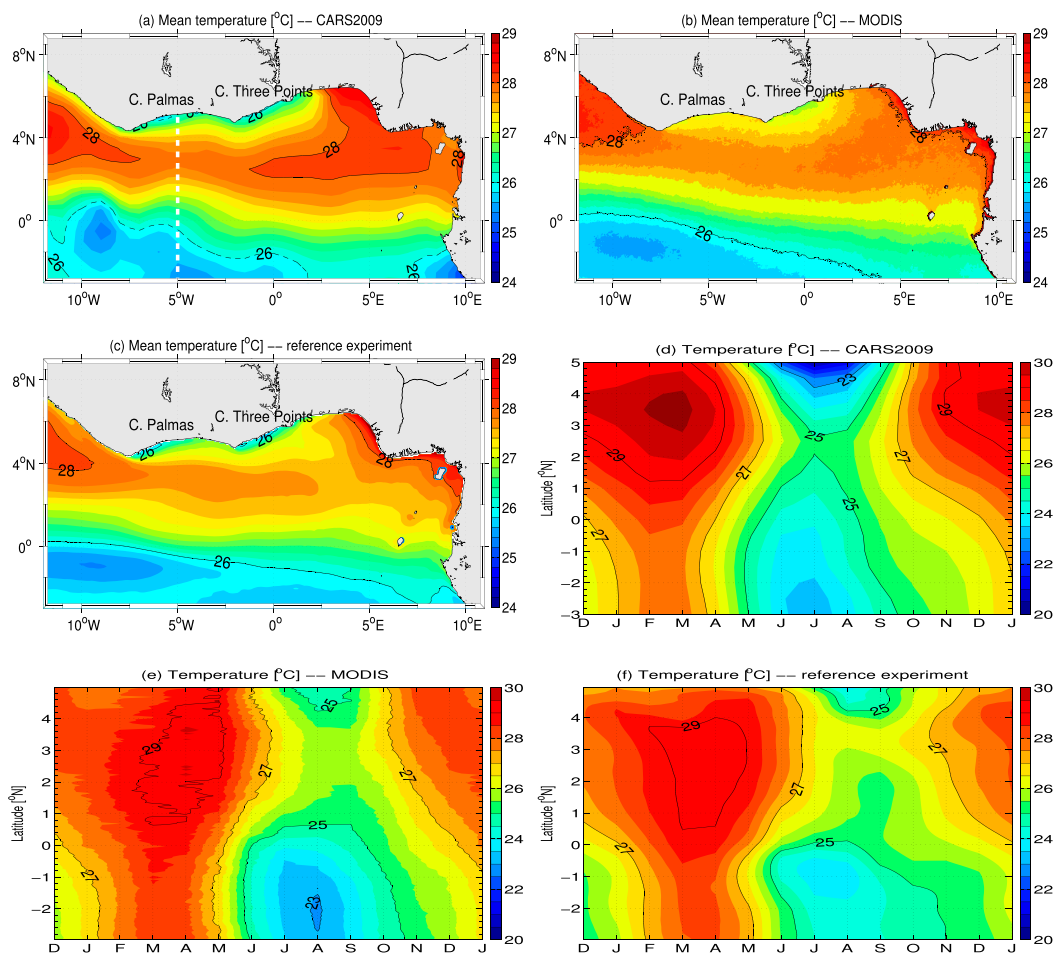 (a) Mean temperature [°C] −− CARS2009
8°N
4°N
0°
10°W
5°W
0°
5°E
10°E
C. Palmas
C. Three Points
28
26
26
28
28
26
26
26
29
28
27
26
25
24
(b) Mean temperature [°C] −− MODIS
8°N
4°N
0°
10°W
5°W
0°
5°E
10°E
C. Palmas
C. Three Points
28
28
26
29
28
27
26
25
24
(c) Mean temperature [°C] −− reference experiment
8°N
4°N
0°
10°W
5°W
0°
5°E
10°E
C. Palmas
C. Three Points
26
26
28
28
26
29
28
27
26
25
24
(d) Temperature [°C] −− CARS2009
Latitude [°N]
5
4
3
2
1
0
−1
−2
−3
D J F M A M J J A S O N D J
23
29
25
29
27
27
25
27
30
28
26
24
22
20
(e) Temperature [°C] −− MODIS
Latitude [°N]
4
3
2
1
0
−1
−2
D J F M A M J J A S O N D J
25
29
27
27
25
27
23
30
28
26
24
22
20
(f) Temperature [°C] −− reference experiment
Latitude [°N]
4
3
2
1
0
−1
−2
D J F M A M J J A S O N D J
25
29
27
27
25
27
30
28
26
24
22
20